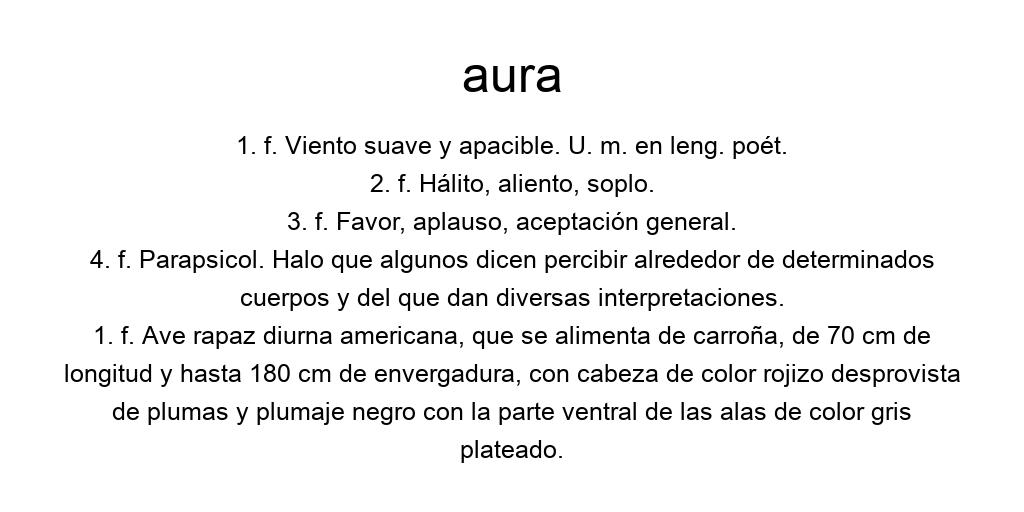 aura
1. f. Viento suave y apacible. U. m. en leng. poét.
2. f. Hálito, aliento, soplo.
3. f. Favor, aplauso, aceptación general.
4. f. Parapsicol. Halo que algunos dicen percibir alrededor de determinados
cuerpos y del que dan diversas interpretaciones.
1. f. Ave rapaz diurna americana, que se alimenta de carroña, de 70 cm de
longitud y hasta 180 cm de envergadura, con cabeza de color rojizo desprovista
de plumas y plumaje negro con la parte ventral de las alas de color gris
plateado.